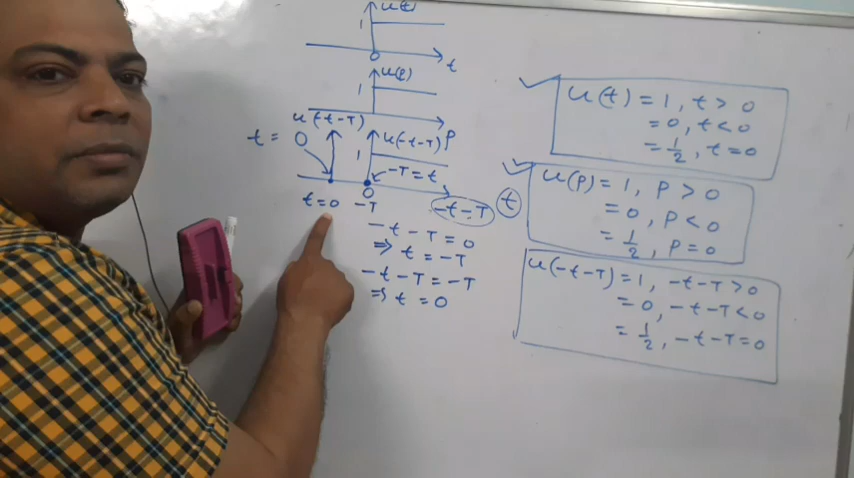 u(t)
1
0
t
u(p)
1
p
u(-t-T)
t = 0
u(-t-T)
1
-T=t
0
t=0 -T
-t-T
t
-t-T=0
⇒ t = -T
-t-T = -T
⇒ t = 0
u(t) = 1, t > 0
= 0, t < 0
= 1/2, t = 0
u(p) = 1, p > 0
= 0, p < 0
= 1/2, p = 0
u(-t-T) = 1, -t-T > 0
= 0, -t-T < 0
= 1/2, -t-T = 0